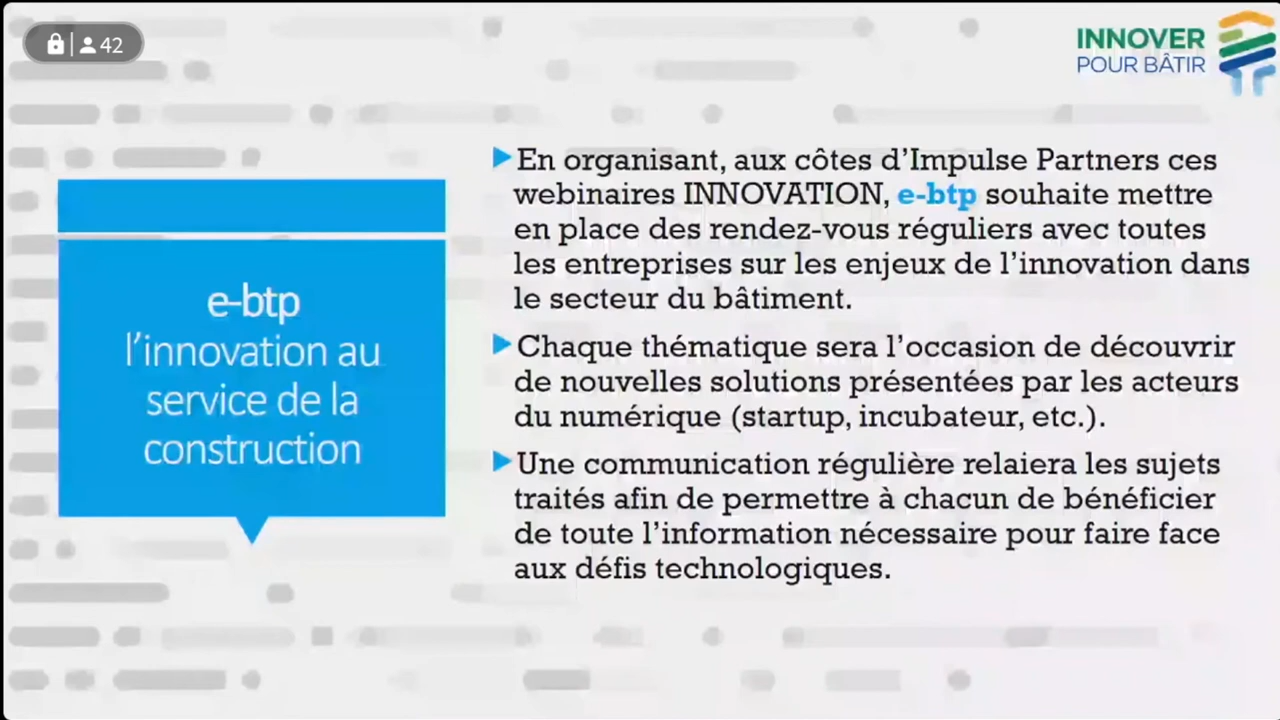 42
INNOVER
POUR BÂTIR
e-btp
l'innovation au
service de la
construction
En organisant, aux côtes d'Impulse Partners ces
webinaires INNOVATION, e-btp souhaite mettre
en place des rendez-vous réguliers avec toutes
les entreprises sur les enjeux de l'innovation dans
le secteur du bâtiment.
Chaque thématique sera l'occasion de découvrir
de nouvelles solutions présentées par les acteurs
du numérique (startup, incubateur, etc.).
Une communication régulière relaiera les sujets
traités afin de permettre à chacun de bénéficier
de toute l'information nécessaire pour faire face
aux défis technologiques.